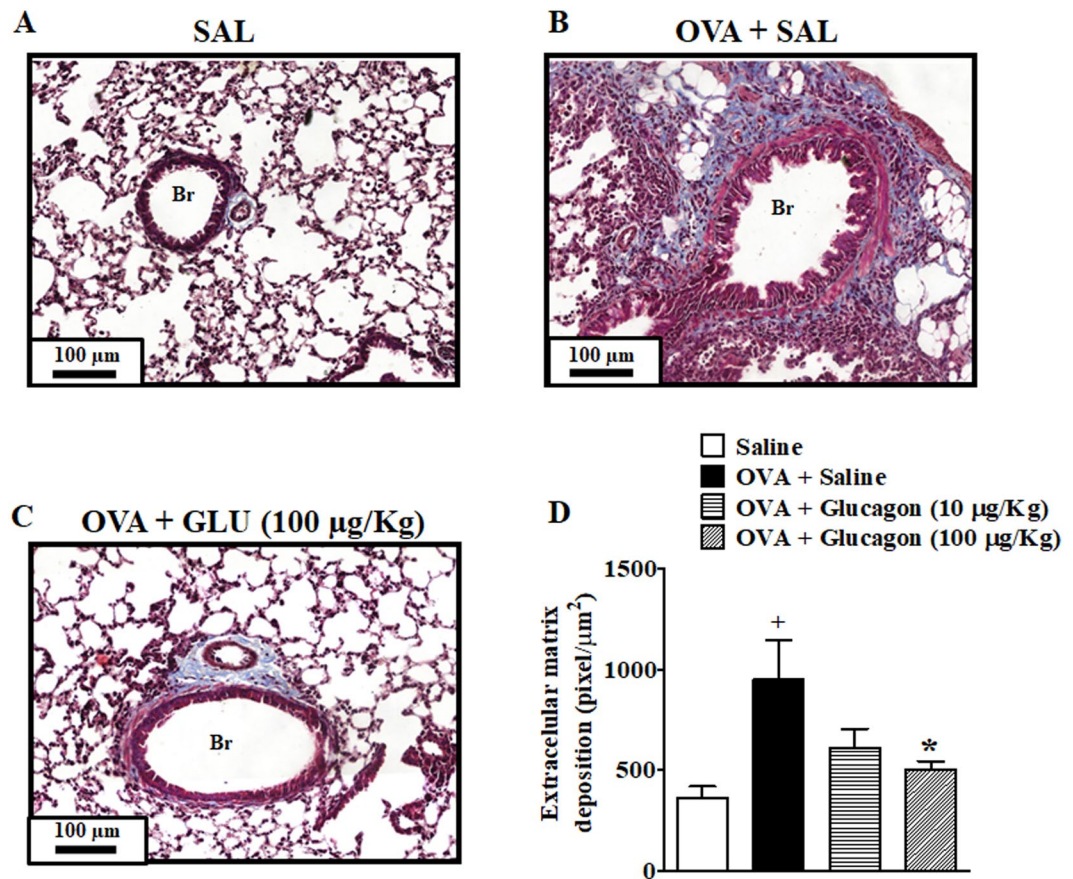 A
SAL
Br
100 µm
B
OVA + SAL
Br
100 µm
C
OVA + GLU (100 µg/Kg)
Br
100 µm
D
Saline
OVA + Saline
OVA + Glucagon (10 µg/Kg)
OVA + Glucagon (100 µg/Kg)
Extracelular matrix
deposition (pixel/µm²)
1500
1000
500
0
+
*